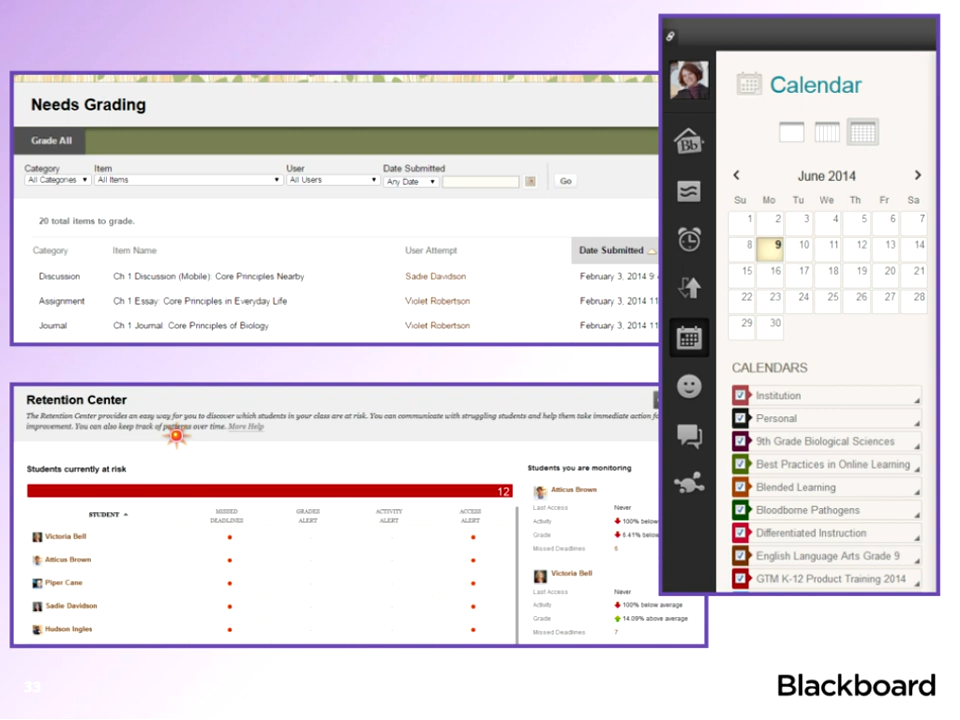 Needs Grading
Grade All
Category Item User Date Submitted
All Categories All Items All Users Any Date Go
20 total items to grade.
Category Item Name User Attempt Date Submitted
Discussion Ch 1 Discussion (Mobile): Core Principles Nearby Sadie Davidson February 3, 2014 9:
Assignment Ch 1 Essay: Core Principles in Everyday Life Violet Robertson February 3, 2014 11
Journal Ch 1 Journal: Core Principles of Biology Violet Robertson February 3, 2014 11
Retention Center
The Retention Center provides an easy way for you to discover which students in your class are at risk. You can communicate with struggling students and help them take immediate action fo
improvement. You can also keep track of patterns over time. More Help
Students currently at risk
12
STUDENT MISSED DEADLINES GRADES ALERT ACTIVITY ALERT ACCESS ALERT
Victoria Bell
Atticus Brown
Piper Cane
Sadie Davidson
Hudson Ingles
Students you are monitoring
Atticus Brown
Last Access Never
Activity 100% below
Grade 6.41% below
Missed Deadlines 6
Victoria Bell
Last Access Never
Activity 100% below average
Grade 14.09% above average
Missed Deadlines 7
Bb
Calendar
June 2014
Su Mo Tu We Th Fr Sa
1 2 3 4 5 6 7
8 9 10 11 12 13 14
15 16 17 18 19 20 21
22 23 24 25 26 27 28
29 30
CALENDARS
Institution
Personal
9th Grade Biological Sciences
Best Practices in Online Learning
Blended Learning
Bloodborne Pathogens
Differentiated Instruction
English Language Arts Grade 9
GTM K-12 Product Training 2014
33
Blackboard